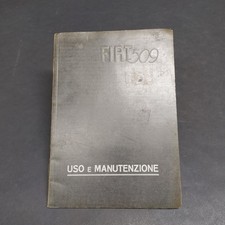 FIAT 509
USO E MANUTENZIONE